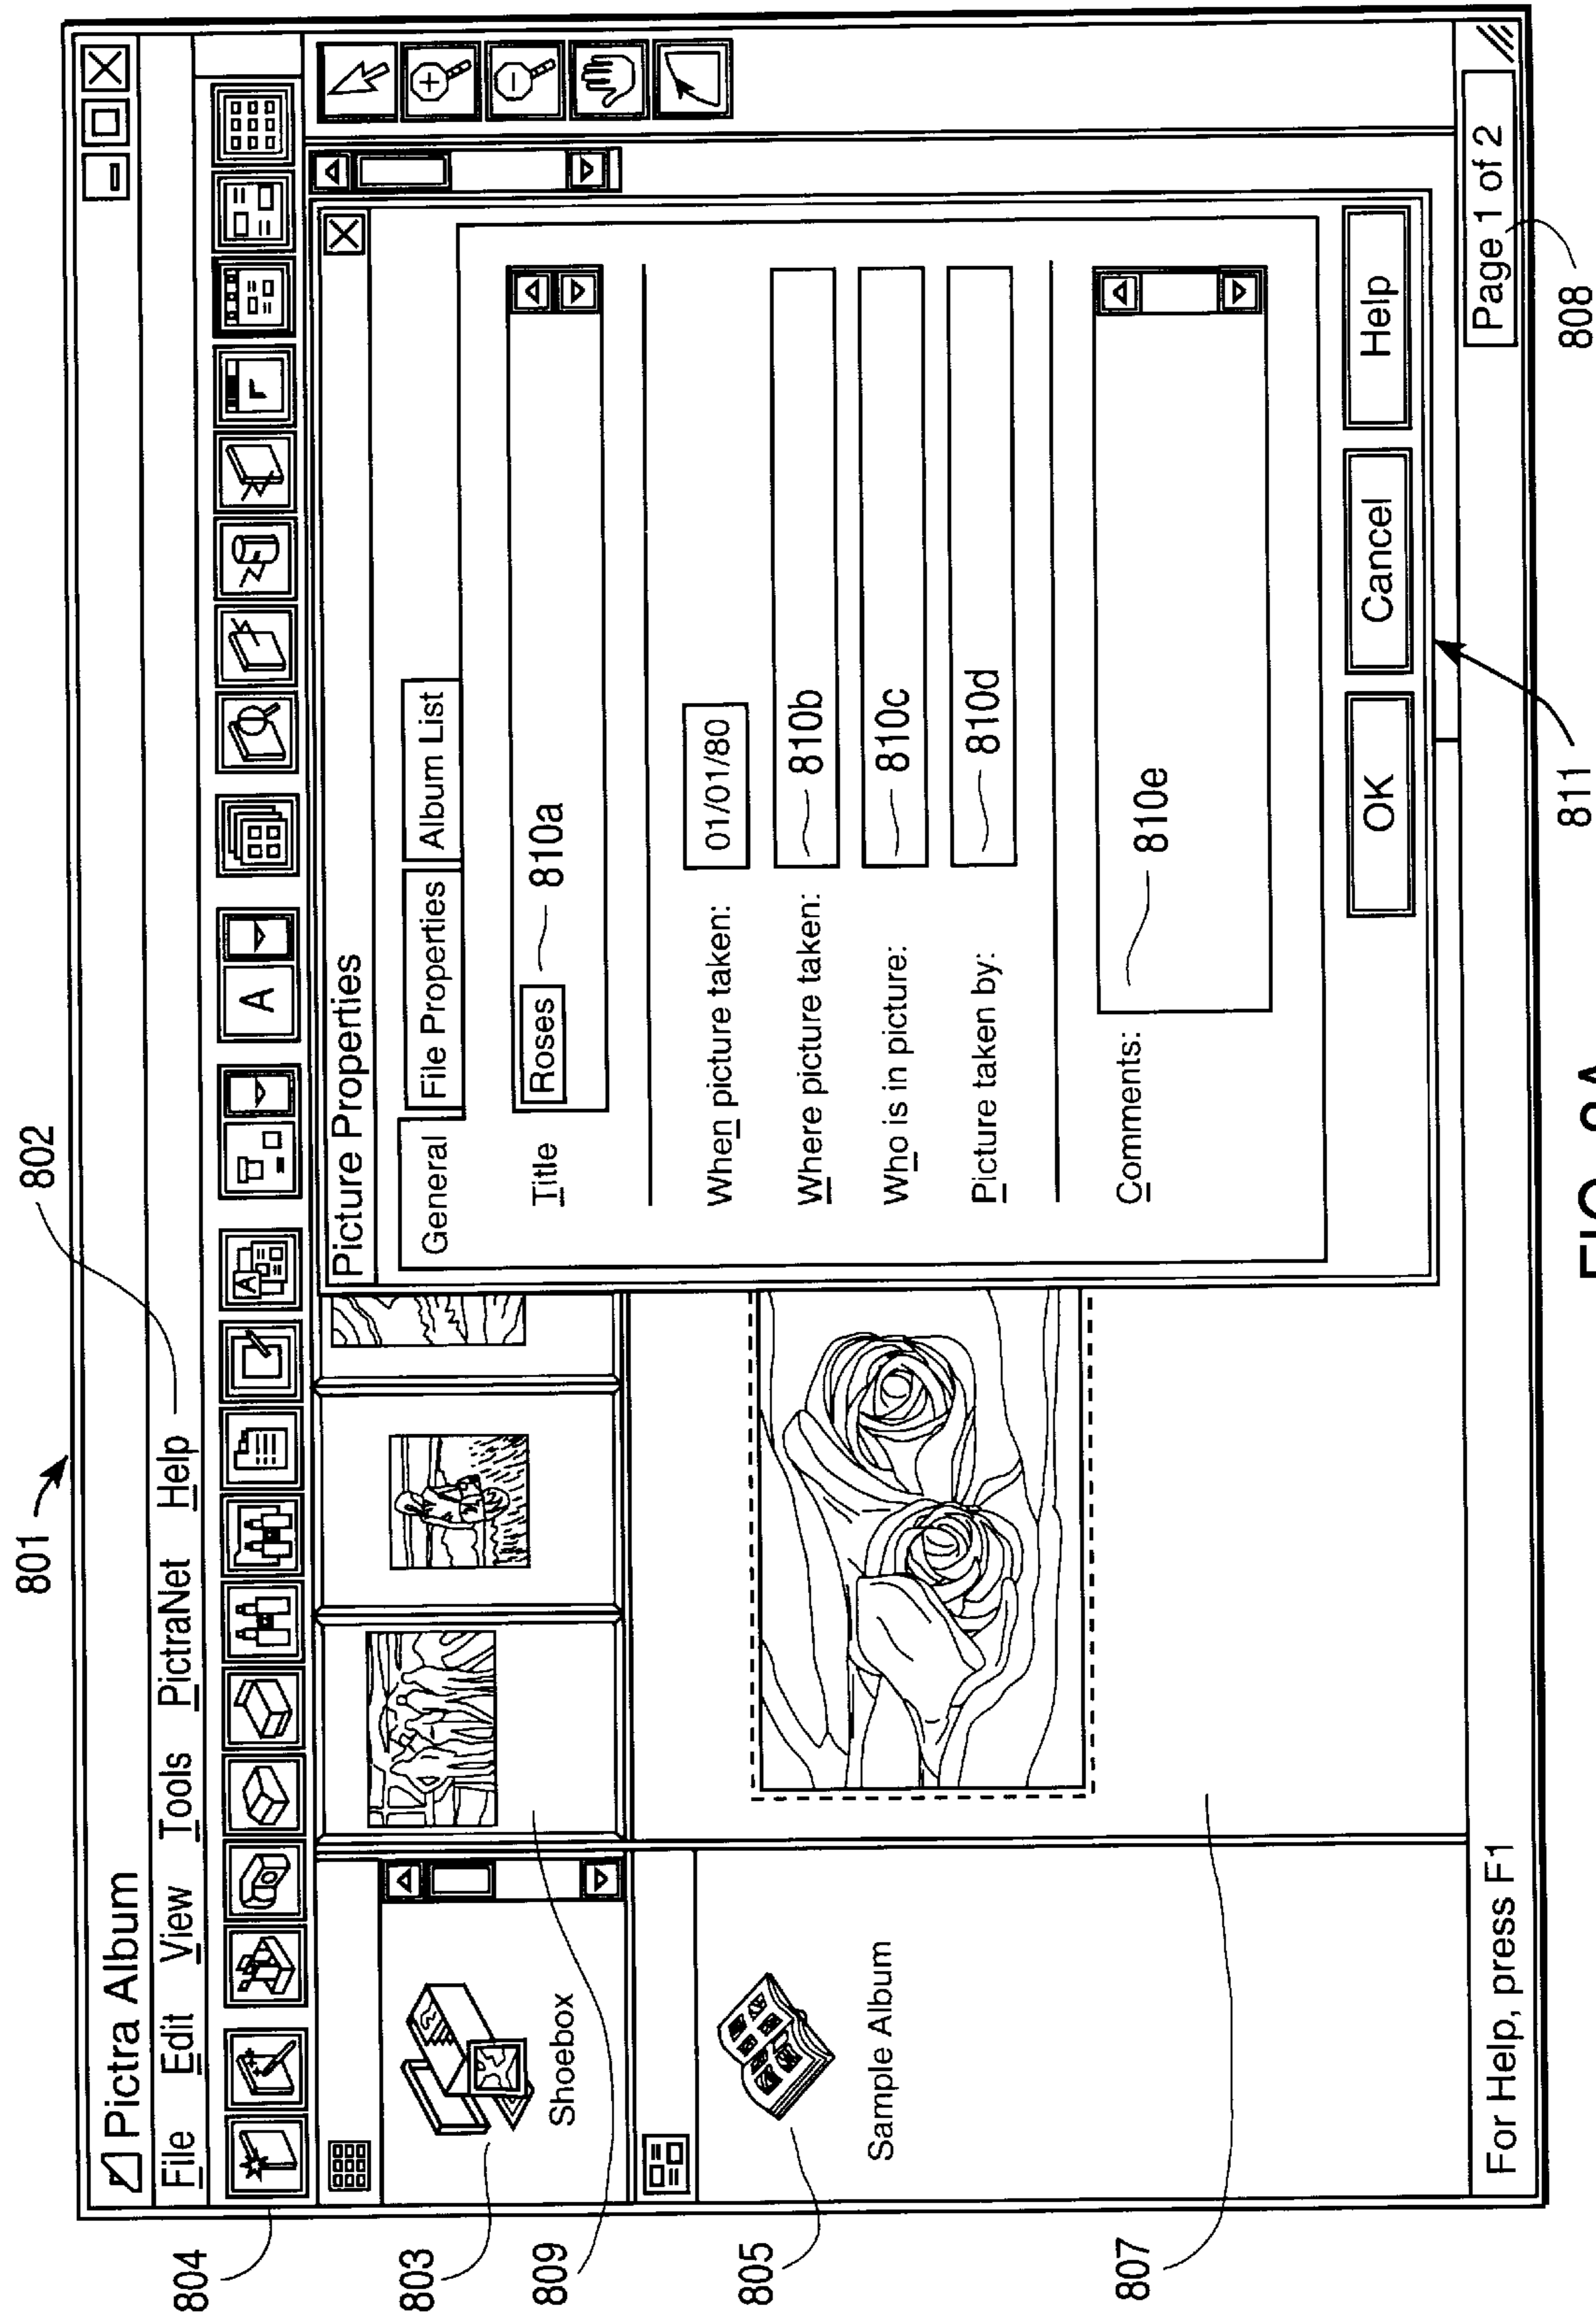 801
802
Pictra Album
File Edit View Tools PictraNet Help
804
A
A
Picture Properties
General File Properties Album List
803
Shoebox
809
Title Roses 810a
When picture taken: 01/01/80
Where picture taken: 810b
Who is in picture: 810c
Picture taken by: 810d
805
Sample Album
Comments: 810e
807
OK Cancel Help
For Help, press F1
Page 1 of 2
811
808